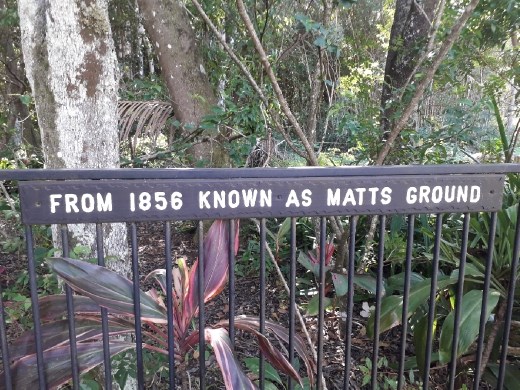 FROM 1856 KNOWN AS MATTS GROUND